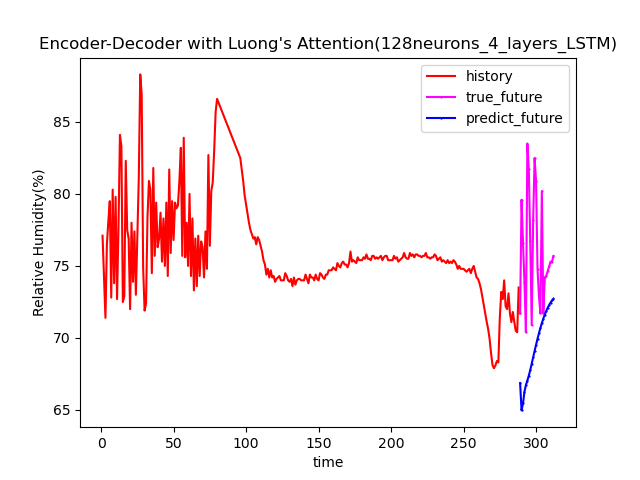 Encoder-Decoder with Luong's Attention(128neurons_4_layers_LSTM)
history
true_future
predict_future
Relative Humidity(%)
85
80
75
70
65
0 50 100 150 200 250 300
time